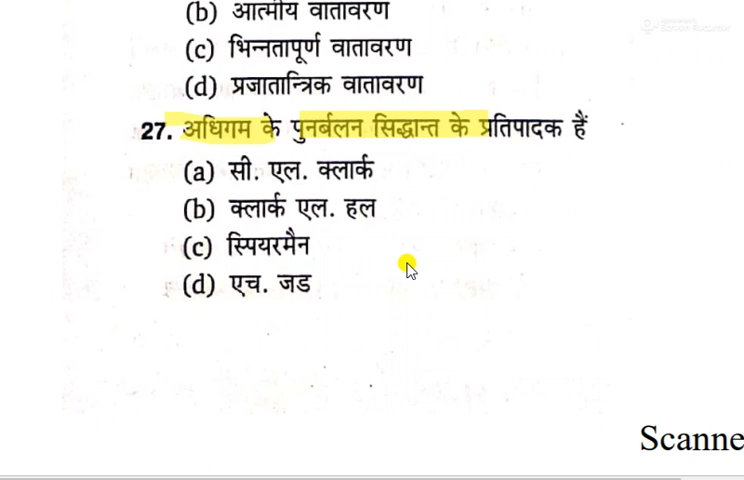 (b) आत्मीय वातावरण
(c) भिन्नतापूर्ण वातावरण
(d) प्रजातान्त्रिक वातावरण
27. अधिगम के पुनर्बलन सिद्धान्त के प्रतिपादक हैं
(a) सी. एल. क्लार्क
(b) क्लार्क एल. हल
(c) स्पियरमैन
(d) एच. जड
Scanne